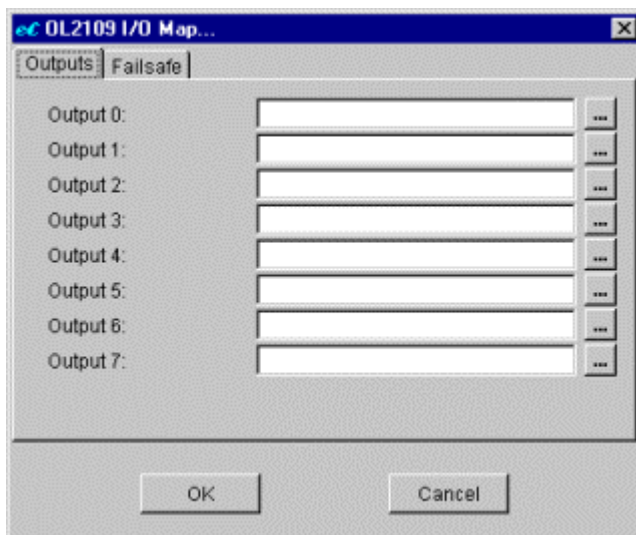 eC OL2109 I/O Map...
Outputs Failsafe
Output 0: ...
Output 1: ...
Output 2: ...
Output 3: ...
Output 4: ...
Output 5: ...
Output 6: ...
Output 7: ...
OK Cancel